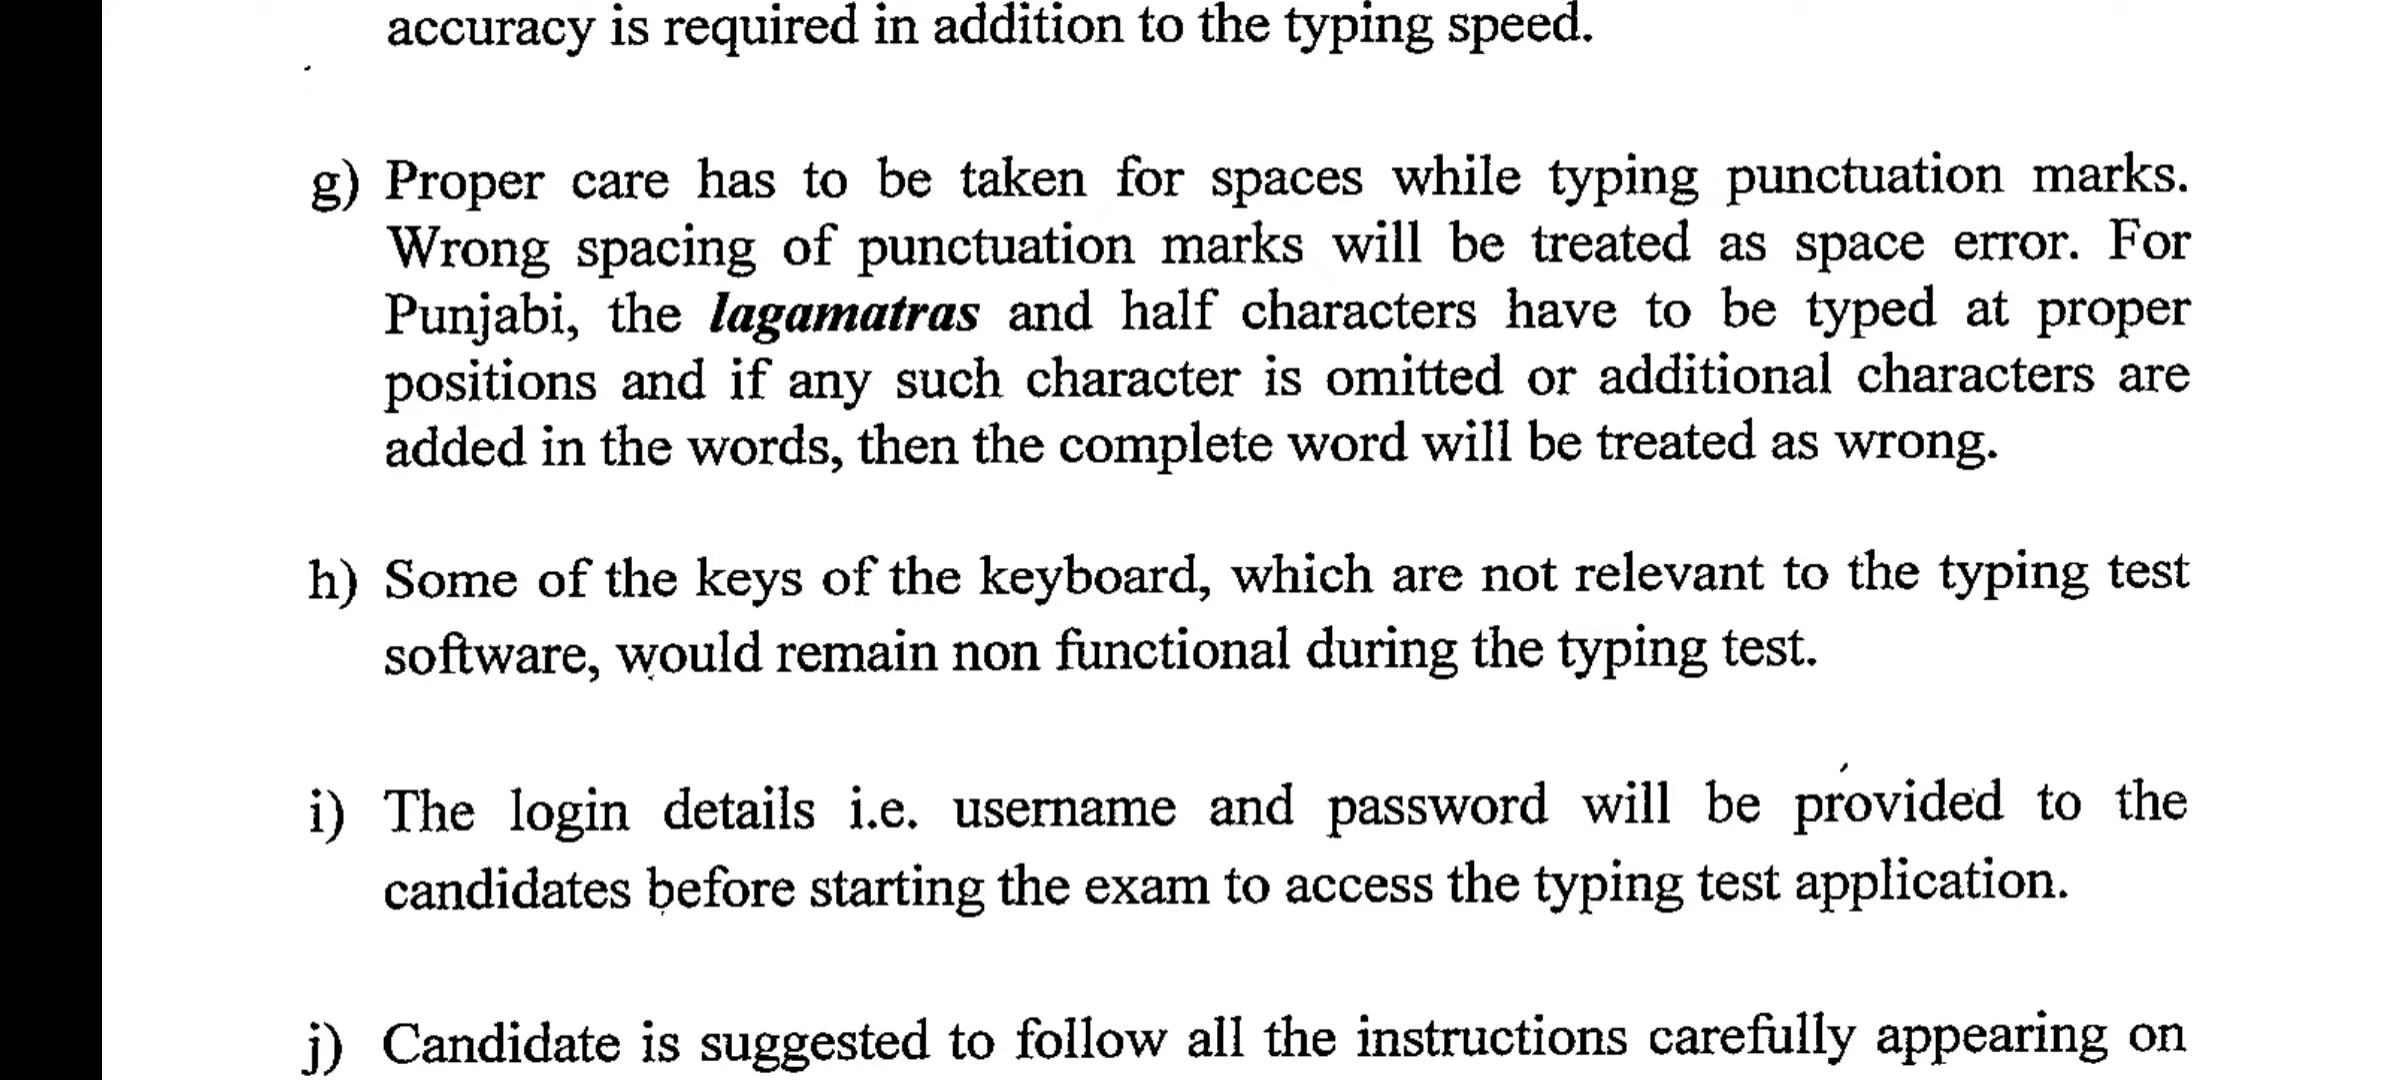 accuracy is required in addition to the typing speed.
g) Proper care has to be taken for spaces while typing punctuation marks.
Wrong spacing of punctuation marks will be treated as space error. For
Punjabi, the lagamatras and half characters have to be typed at proper
positions and if any such character is omitted or additional characters are
added in the words, then the complete word will be treated as wrong.
h) Some of the keys of the keyboard, which are not relevant to the typing test
software, would remain non functional during the typing test.
i) The login details i.e. username and password will be provided to the
candidates before starting the exam to access the typing test application.
j) Candidate is suggested to follow all the instructions carefully appearing on